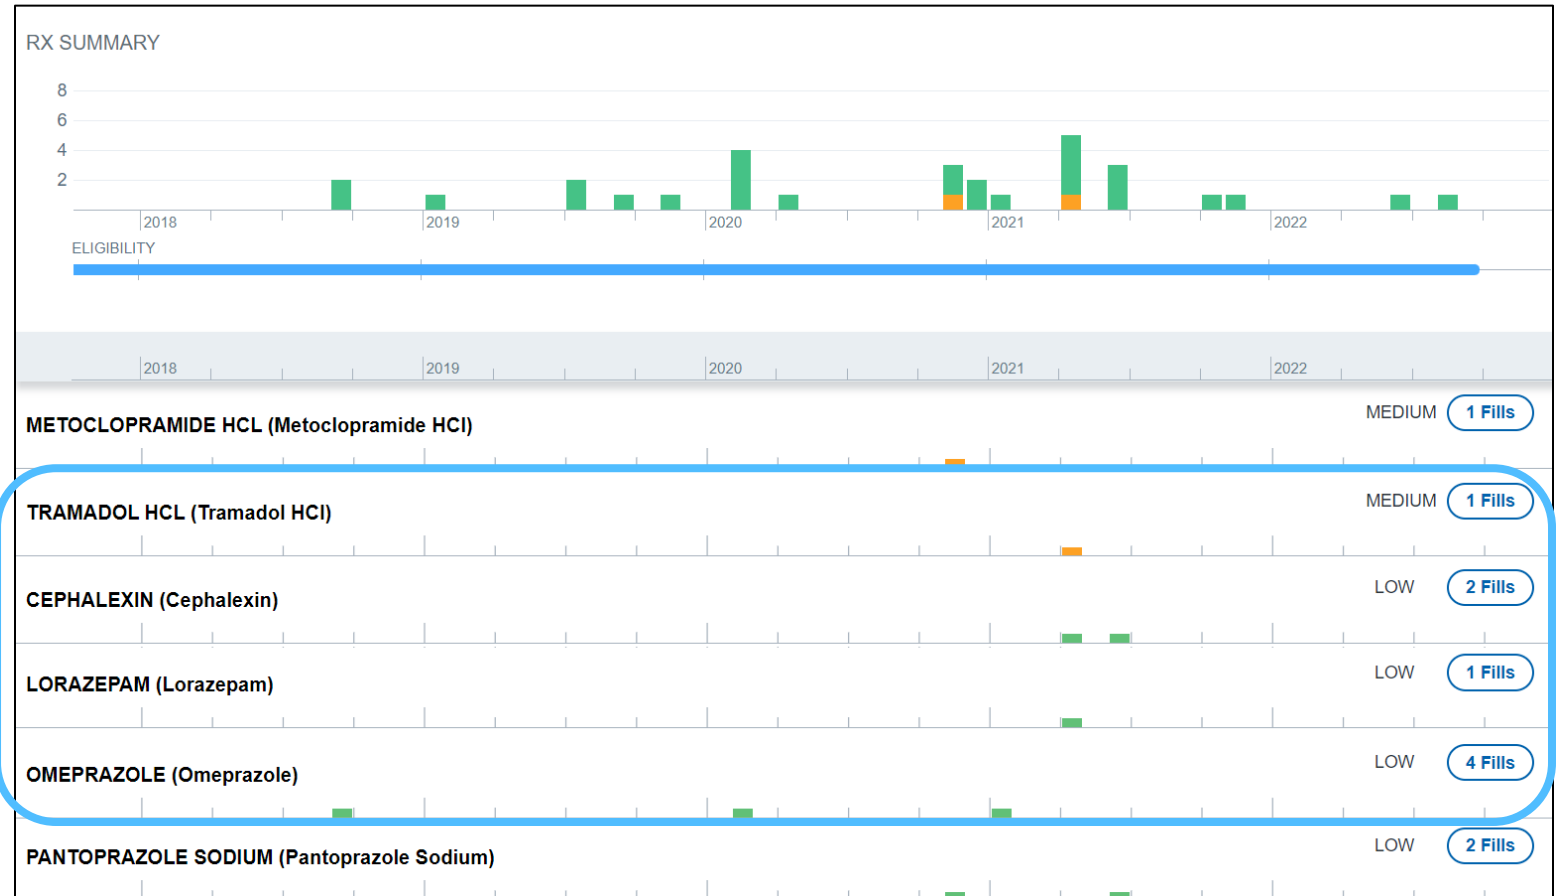 RX SUMMARY
8
6
4
2
2018 2019 2020 2021 2022
ELIGIBILITY
2018 2019 2020 2021 2022
METOCLOPRAMIDE HCL (Metoclopramide HCl) MEDIUM 1 Fills
TRAMADOL HCL (Tramadol HCl) MEDIUM 1 Fills
CEPHALEXIN (Cephalexin) LOW 2 Fills
LORAZEPAM (Lorazepam) LOW 1 Fills
OMEPRAZOLE (Omeprazole) LOW 4 Fills
PANTOPRAZOLE SODIUM (Pantoprazole Sodium) LOW 2 Fills